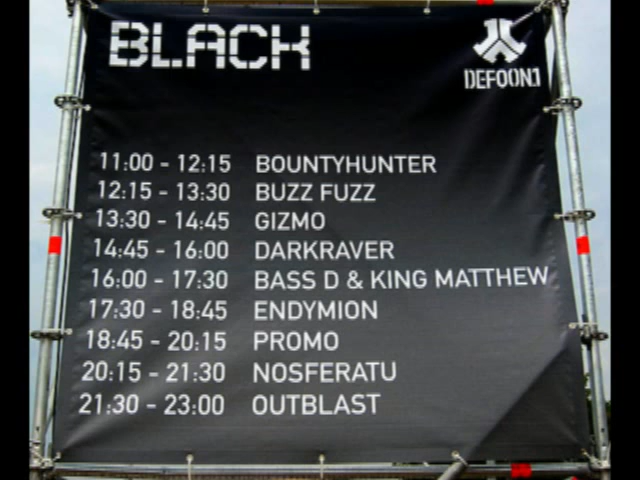 BLACK
DEFQON.1
11:00 - 12:15 BOUNTYHUNTER
12:15 - 13:30 BUZZ FUZZ
13:30 - 14:45 GIZMO
14:45 - 16:00 DARKRAVER
16:00 - 17:30 BASS D & KING MATTHEW
17:30 - 18:45 ENDYMION
18:45 - 20:15 PROMO
20:15 - 21:30 NOSFERATU
21:30 - 23:00 OUTBLAST